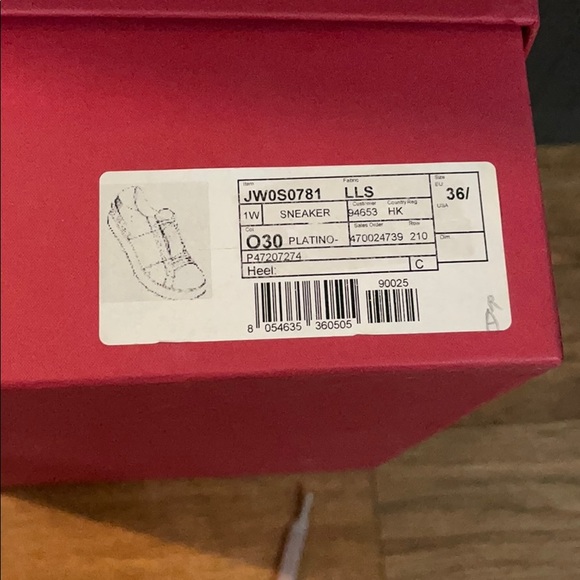 Item Fabric Size
JW0S0781 LLS EU 36/
Customer Country Reg USA
1W SNEAKER 94653 HK
Col. Sales Order Row
O30 PLATINO- 470024739 210 Dim.
P47207274
Heel: C
90025
8 054635 360505